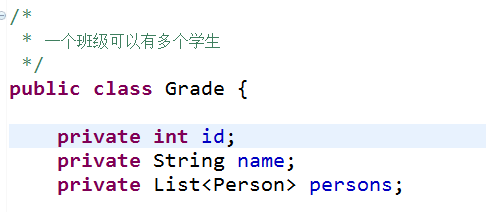 /*
 * 一个班级可以有多个学生
 */
public class Grade {
    private int id;
    private String name;
    private List<Person> persons;